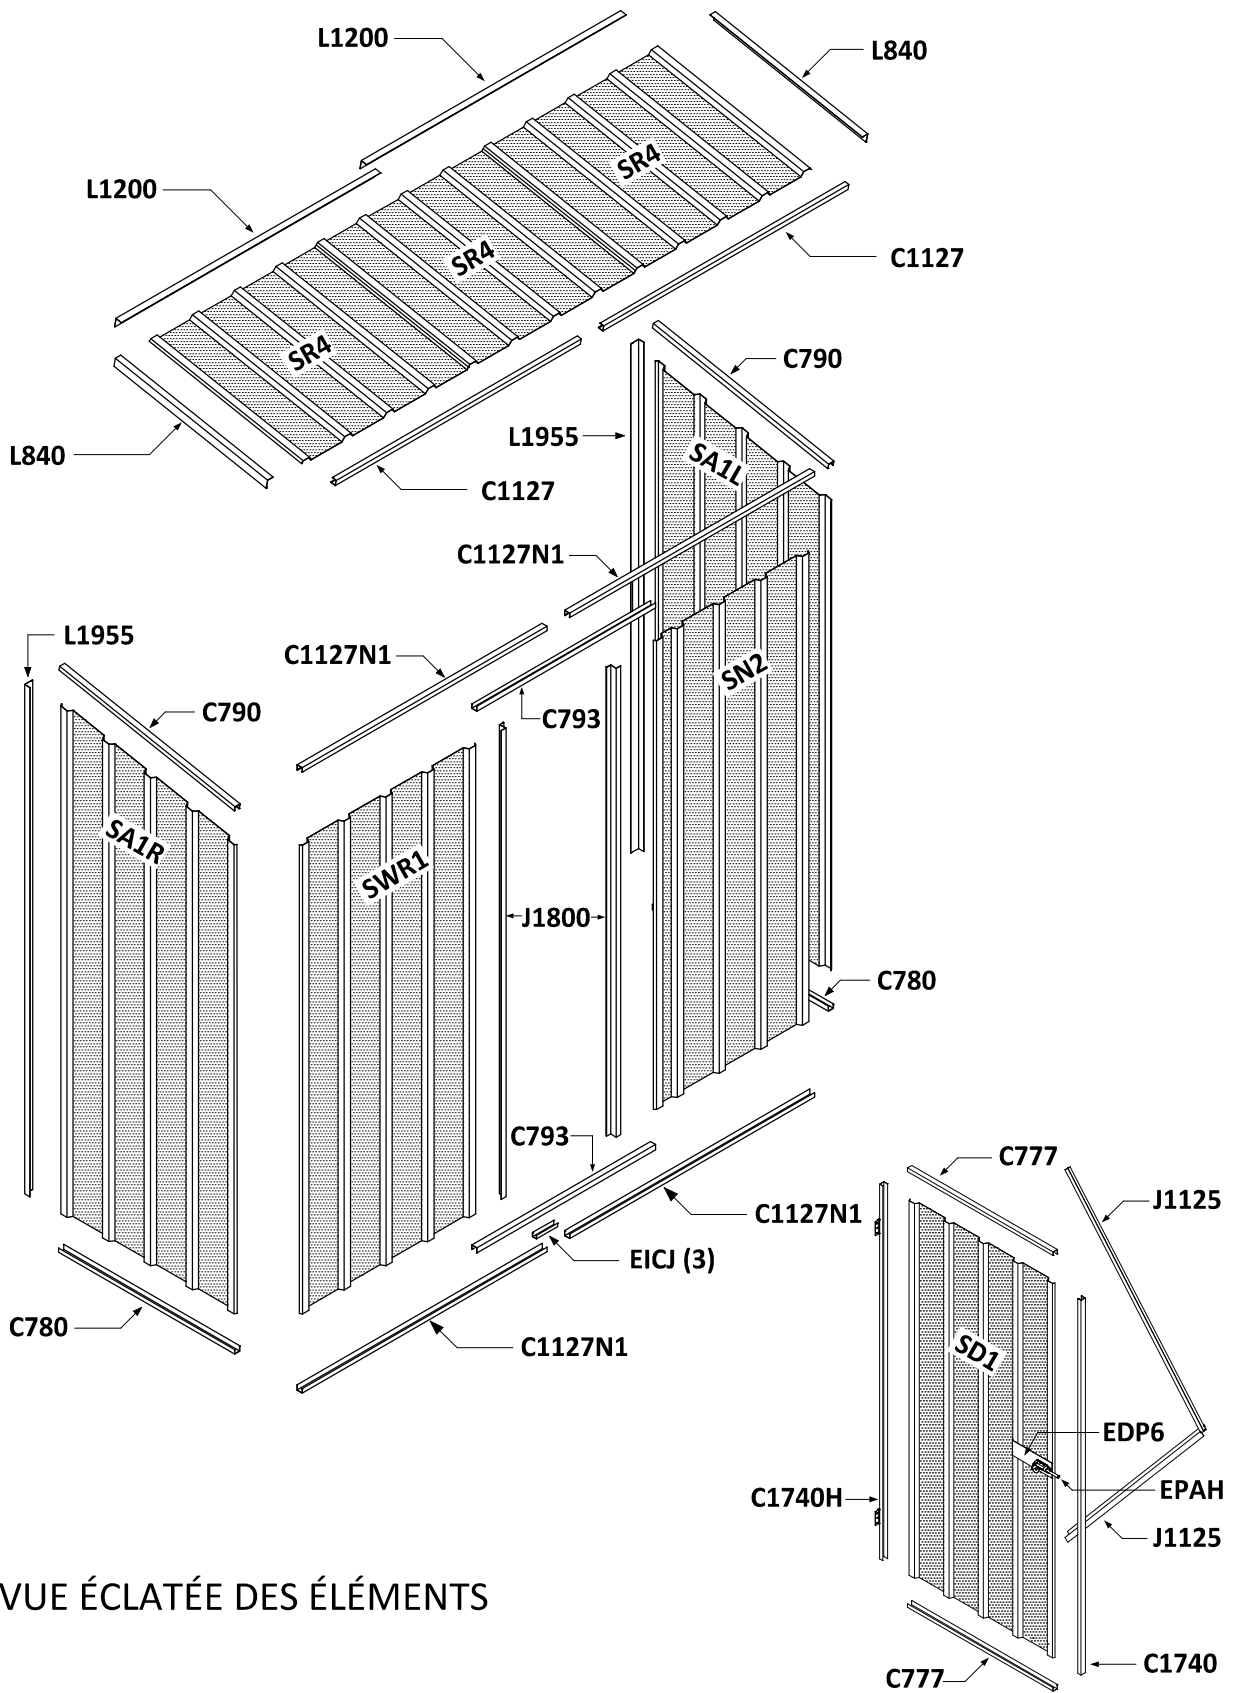 L1200
L840
L1200
SR4
C1127
SR4
SR4
C790
L840
L1955
SA1L
C1127
C1127N1
L1955
C1127N1
SN2
C790
C793
SA1R
SWR1
J1800
C780
C793
C777
J1125
C1127N1
EICJ (3)
C780
C1127N1
SD1
EDP6
EPAH
C1740H
J1125
VUE ÉCLATÉE DES ÉLÉMENTS
C777
C1740